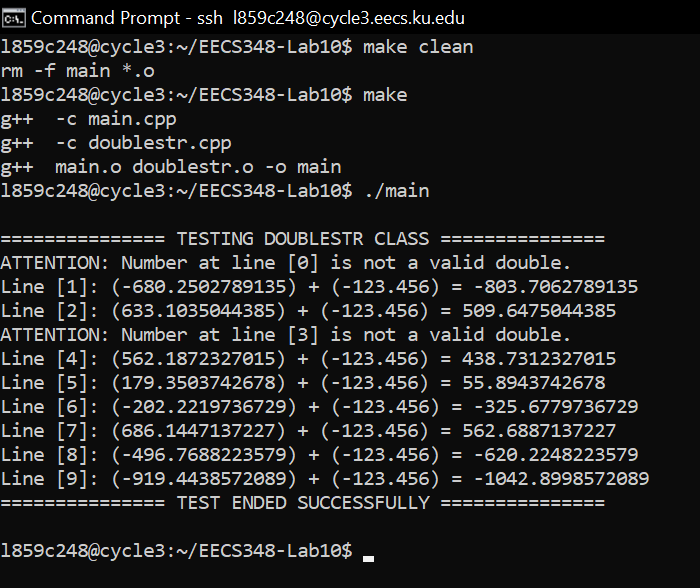 Command Prompt - ssh l859c248@cycle3.eecs.ku.edu
l859c248@cycle3:~/EECS348-Lab10$ make clean
rm -f main *.o
l859c248@cycle3:~/EECS348-Lab10$ make
g++  -c main.cpp
g++  -c doublestr.cpp
g++  main.o doublestr.o -o main
l859c248@cycle3:~/EECS348-Lab10$ ./main
=============== TESTING DOUBLESTR CLASS ===============
ATTENTION: Number at line [0] is not a valid double.
Line [1]: (-680.2502789135) + (-123.456) = -803.7062789135
Line [2]: (633.1035044385) + (-123.456) = 509.6475044385
ATTENTION: Number at line [3] is not a valid double.
Line [4]: (562.1872327015) + (-123.456) = 438.7312327015
Line [5]: (179.3503742678) + (-123.456) = 55.8943742678
Line [6]: (-202.2219736729) + (-123.456) = -325.6779736729
Line [7]: (686.1447137227) + (-123.456) = 562.6887137227
Line [8]: (-496.7688223579) + (-123.456) = -620.2248223579
Line [9]: (-919.4438572089) + (-123.456) = -1042.8998572089
=============== TEST ENDED SUCCESSFULLY ===============
l859c248@cycle3:~/EECS348-Lab10$